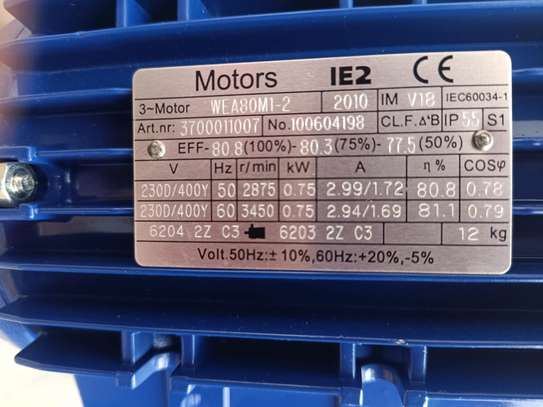 Motors IE2 CE
3~Motor WEA80M1-2 2010 IM V18 IEC60034-1
Art.nr: 3700011007 No.100604198 CL.F.Δ*B IP 55 S1
EFF-80.8(100%)-80.3(75%)-77.5(50%)
V Hz r/min kW A η% COSφ
230D/400Y 50 2875 0.75 2.99/1.72 80.8 0.78
230D/400Y 60 3450 0.75 2.94/1.69 81.1 0.79
6204 2Z C3 6203 2Z C3 12 kg
Volt.50Hz:±10%,60Hz:+20%,-5%